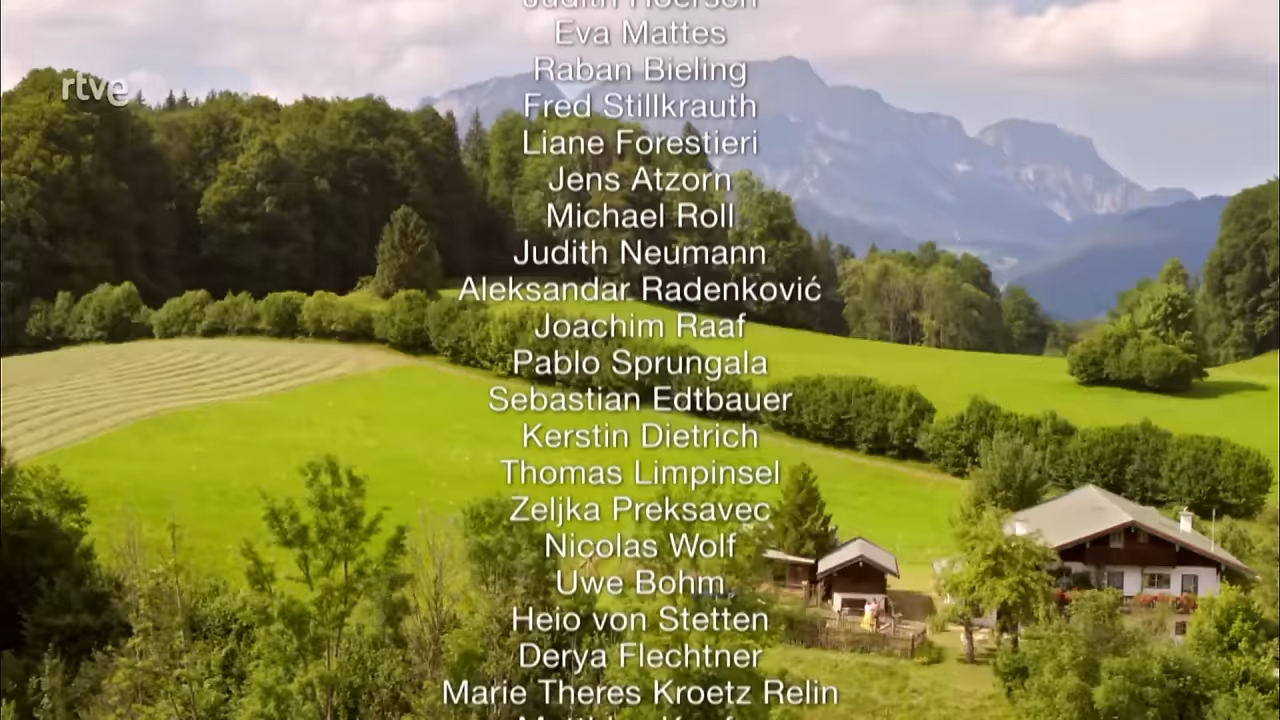 Eva Mattes
rtve
Raban Bieling
Fred Stillkrauth
Liane Forestieri
Jens Atzorn
Michael Roll
Judith Neumann
Aleksandar Radenković
Joachim Raaf
Pablo Sprungala
Sebastian Edtbauer
Kerstin Dietrich
Thomas Limpinsel
Zeljka Preksavec
Nicolas Wolf
Uwe Bohm
Heio von Stetten
Derya Flechtner
Marie Theres Kroetz Relin